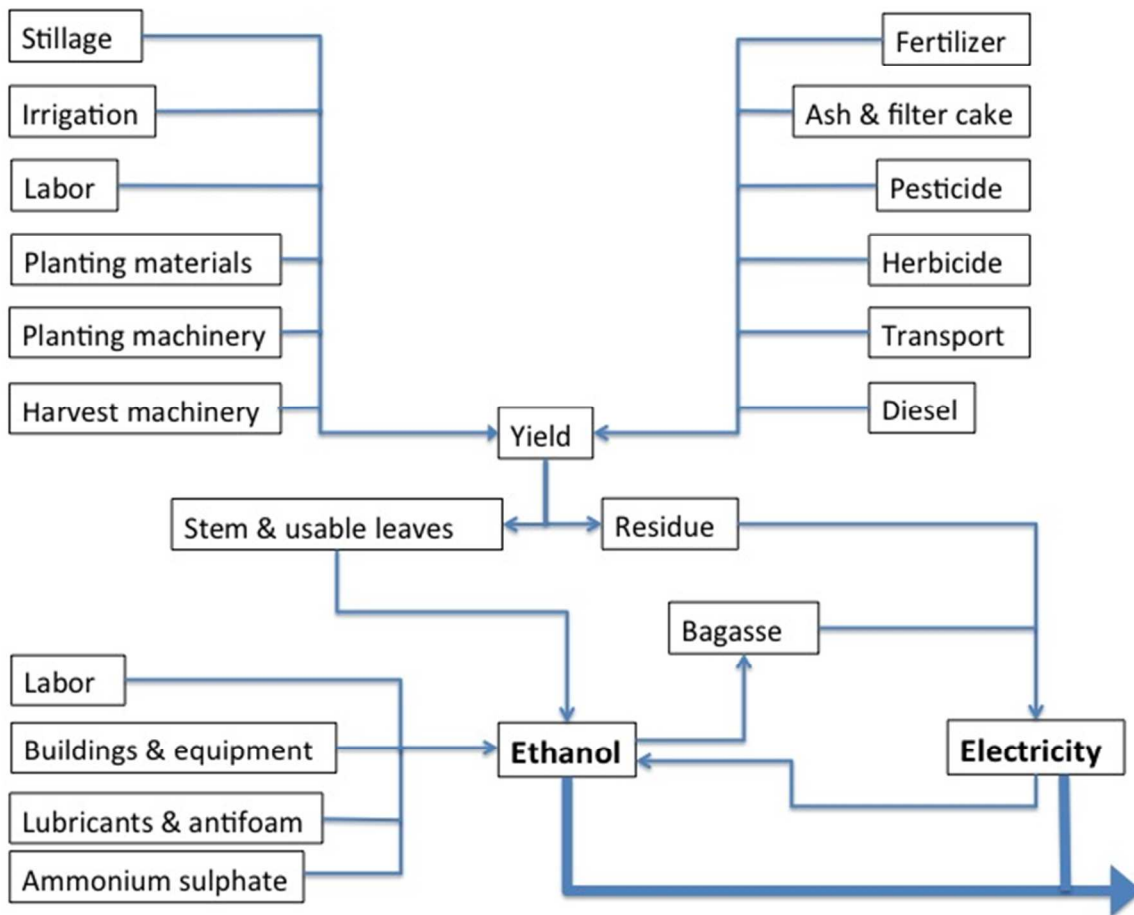 Stillage
Fertilizer
Irrigation
Ash & filter cake
Labor
Pesticide
Planting materials
Herbicide
Planting machinery
Transport
Harvest machinery
Diesel
Yield
Stem & usable leaves
Residue
Bagasse
Labor
Buildings & equipment
Ethanol
Electricity
Lubricants & antifoam
Ammonium sulphate